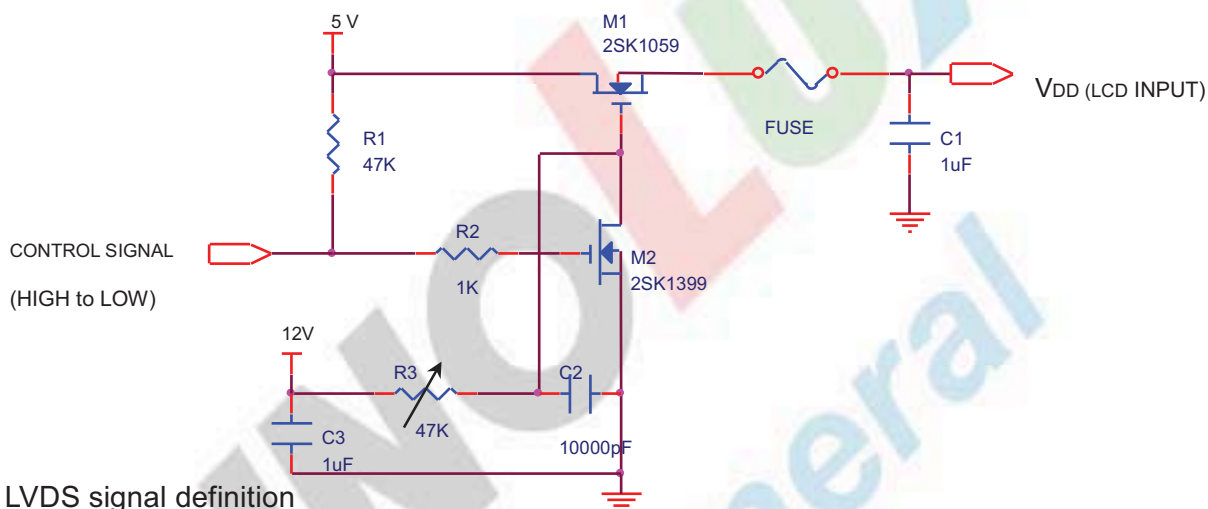 5 V
M1
2SK1059
VDD (LCD INPUT)
FUSE
R1
47K
C1
1uF
CONTROL SIGNAL
(HIGH to LOW)
R2
1K
M2
2SK1399
12V
R3
47K
C2
10000pF
C3
1uF
LVDS signal definition